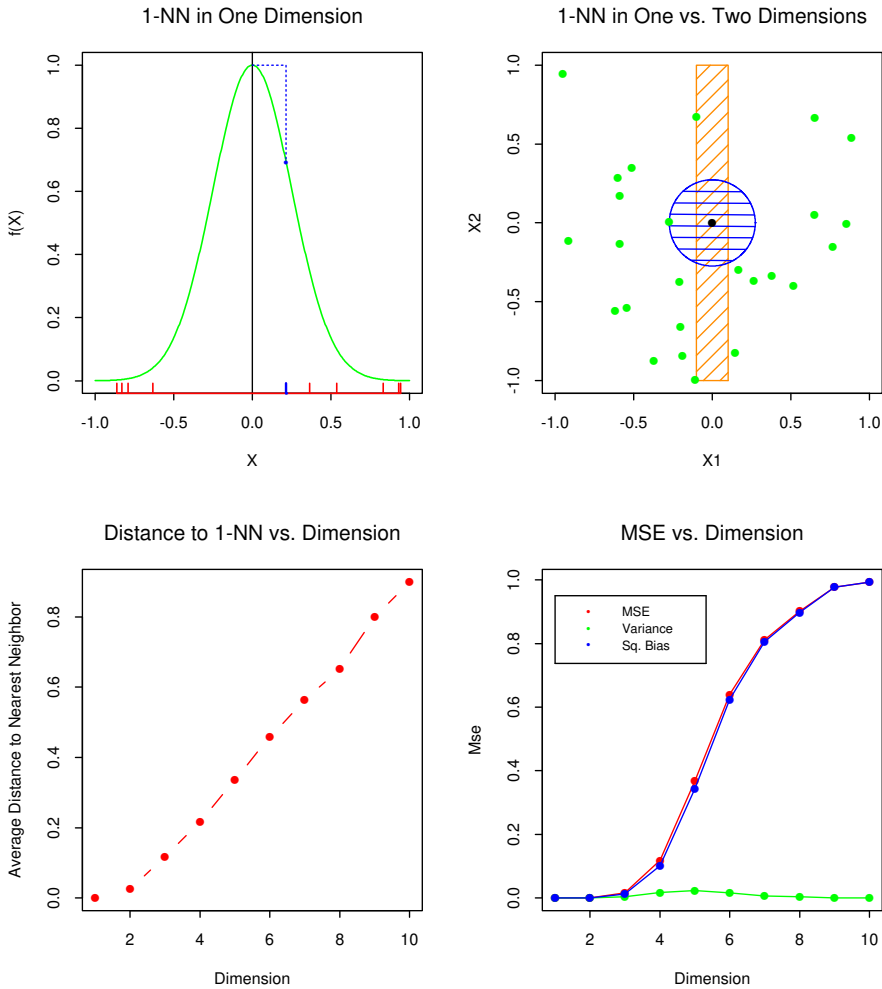 1-NN in One Dimension
f(X)
1.0
0.8
0.6
0.4
0.2
0.0
-1.0 -0.5 0.0 0.5 1.0
X
1-NN in One vs. Two Dimensions
X2
1.0
0.5
0.0
-0.5
-1.0
-1.0 -0.5 0.0 0.5 1.0
X1
Distance to 1-NN vs. Dimension
Average Distance to Nearest Neighbor
0.8
0.6
0.4
0.2
0.0
2 4 6 8 10
Dimension
MSE vs. Dimension
Mse
1.0
0.8
0.6
0.4
0.2
0.0
MSE
Variance
Sq. Bias
2 4 6 8 10
Dimension